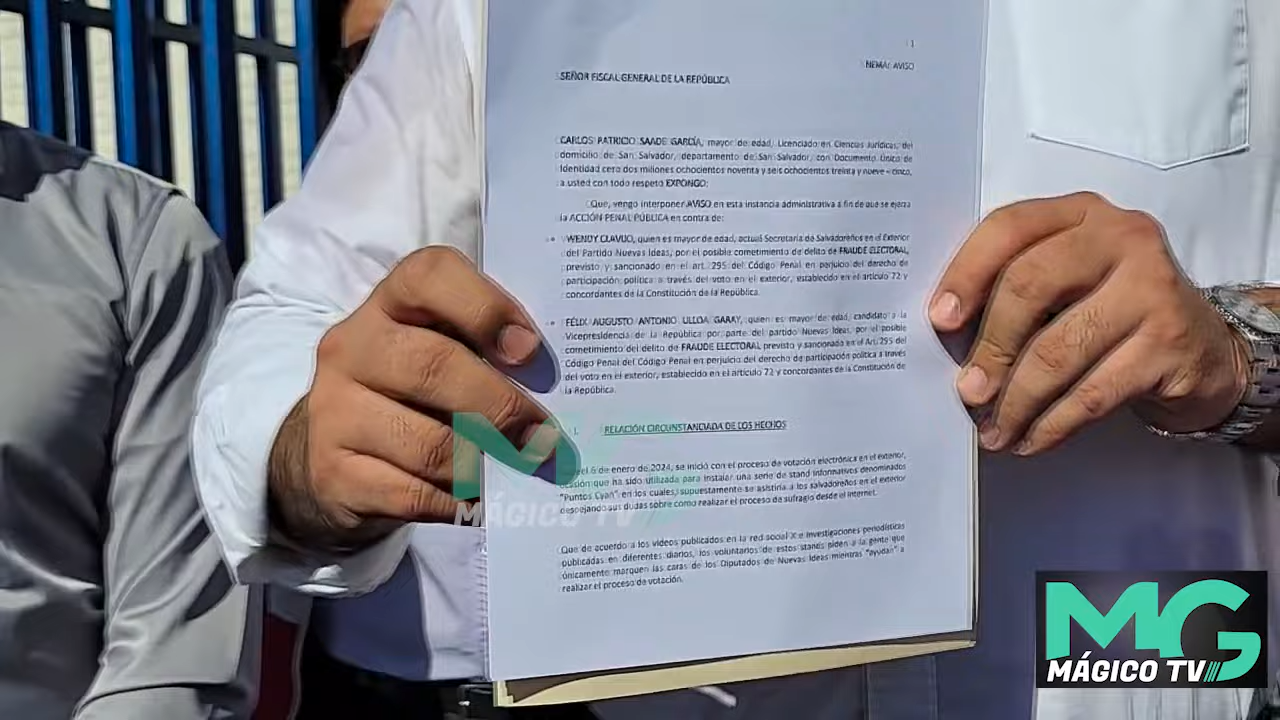 1
NEMAI AVISO
SEÑOR FISCAL GENERAL DE LA REPÚBLICA
CARLOS PATRICIO SAADE GARCÍA, mayor de edad, Licenciado en Ciencias Jurídicas, del
domicilio de San Salvador, departamento de San Salvador, con Documento Único de
Identidad cero dos millones ochocientos noventa y seis ochocientos treinta y nueve – cinco,
a usted con todo respeto EXPONGO:
Que, vengo interponer AVISO en esta instancia administrativa a fin de que se ejerza
la ACCIÓN PENAL PÚBLICA en contra de:
WENDY CLAVIJO, quien es mayor de edad, actual Secretaria de Salvadoreños en el Exterior
del Partido Nuevas Ideas, por el posible cometimiento de delito de FRAUDE ELECTORAL,
previsto y sancionado en el art. 295 del Código Penal en perjuicio del derecho de
participación política a través del voto en el exterior, establecido en el artículo 72 y
concordantes de la Constitución de la República.
FÉLIX AUGUSTO ANTONIO ULLOA GARAY, quien es mayor de edad, candidato a la
Vicepresidencia de la República por parte del partido Nuevas Ideas, por el posible
cometimiento del delito de FRAUDE ELECTORAL previsto y sancionado en el Art. 295 del
Código Penal del Código Penal en perjuicio del derecho de participación política a través
del voto en el exterior, establecido en el artículo 72 y concordantes de la Constitución de
la República.
I. RELACIÓN CIRCUNSTANCIADA DE LOS HECHOS
el 6 de enero de 2024, se inició con el proceso de votación electrónica en el exterior,
ocasión que ha sido utilizada para instalar una serie de stand informativos denominados
"Puntos Cyan" en los cuales, supuestamente se asistiría a los salvadoreños en el exterior
despejando sus dudas sobre como realizar el proceso de sufragio desde el internet.
Que de acuerdo a los videos publicados en la red social X e investigaciones periodísticas
publicadas en diferentes diarios, los voluntarios de estos stands piden a la gente que
únicamente marquen las caras de los Diputados de Nuevas Ideas mientras "ayudan" a
realizar el proceso de votación.
MÁGICO TV
MG
MÁGICO TV